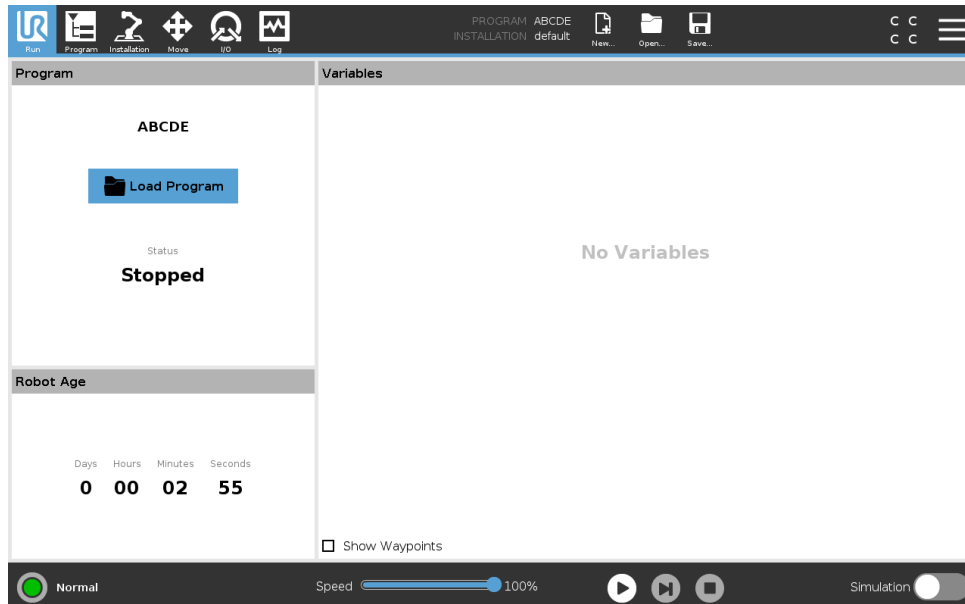 UR
Run
Program
Installation
Move
I/O
Log
PROGRAM ABCDE
INSTALLATION default
New...
Open...
Save...
C C
C C
Program
ABCDE
Load Program
Status
Stopped
Variables
No Variables
Robot Age
Days Hours Minutes Seconds
0 00 02 55
Show Waypoints
Normal
Speed 100%
Simulation